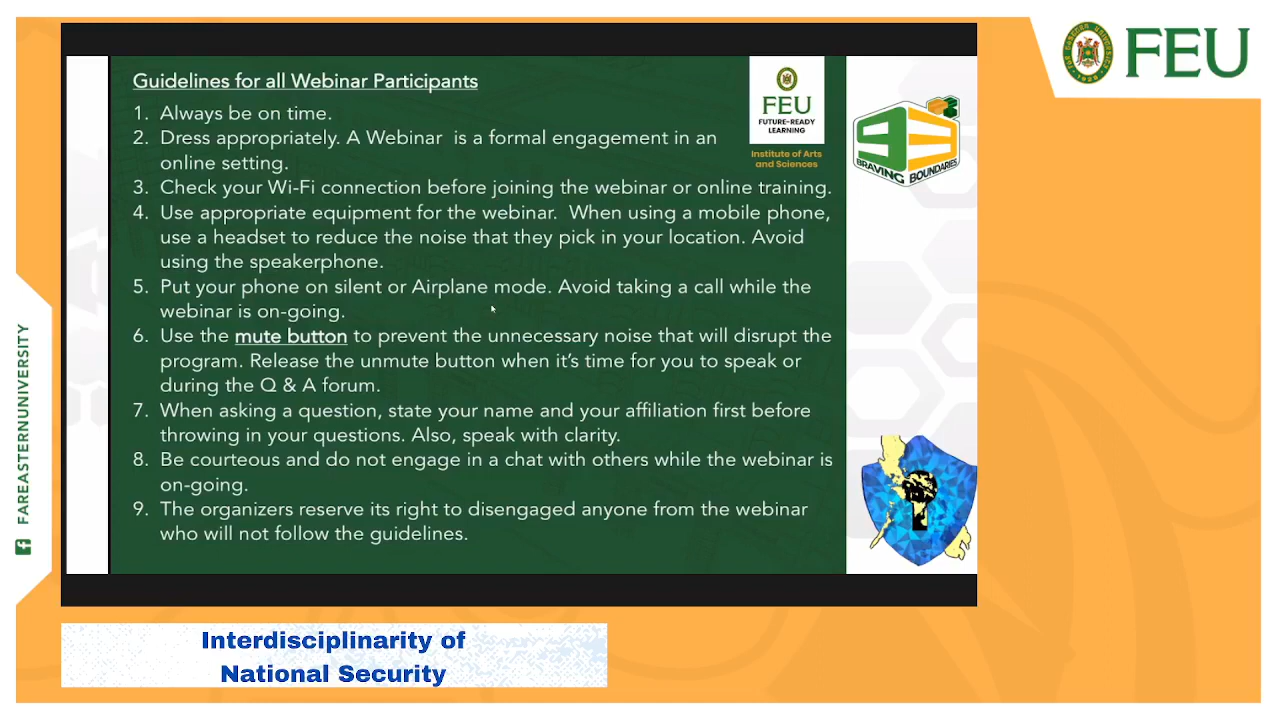 FEU
Guidelines for all Webinar Participants
1. Always be on time.
2. Dress appropriately. A Webinar  is a formal engagement in an
online setting.
3. Check your Wi-Fi connection before joining the webinar or online training.
4. Use appropriate equipment for the webinar.  When using a mobile phone,
use a headset to reduce the noise that they pick in your location. Avoid
using the speakerphone.
5. Put your phone on silent or Airplane mode. Avoid taking a call while the
webinar is on-going.
6. Use the mute button to prevent the unnecessary noise that will disrupt the
program. Release the unmute button when it's time for you to speak or
during the Q & A forum.
7. When asking a question, state your name and your affiliation first before
throwing in your questions. Also, speak with clarity.
8. Be courteous and do not engage in a chat with others while the webinar is
on-going.
9. The organizers reserve its right to disengaged anyone from the webinar
who will not follow the guidelines.
FEU
FUTURE-READY
LEARNING
Institute of Arts
and Sciences
BRAVING BOUNDARIES
FAREASTERNUNIVERSITY
Interdisciplinarity of
National Security